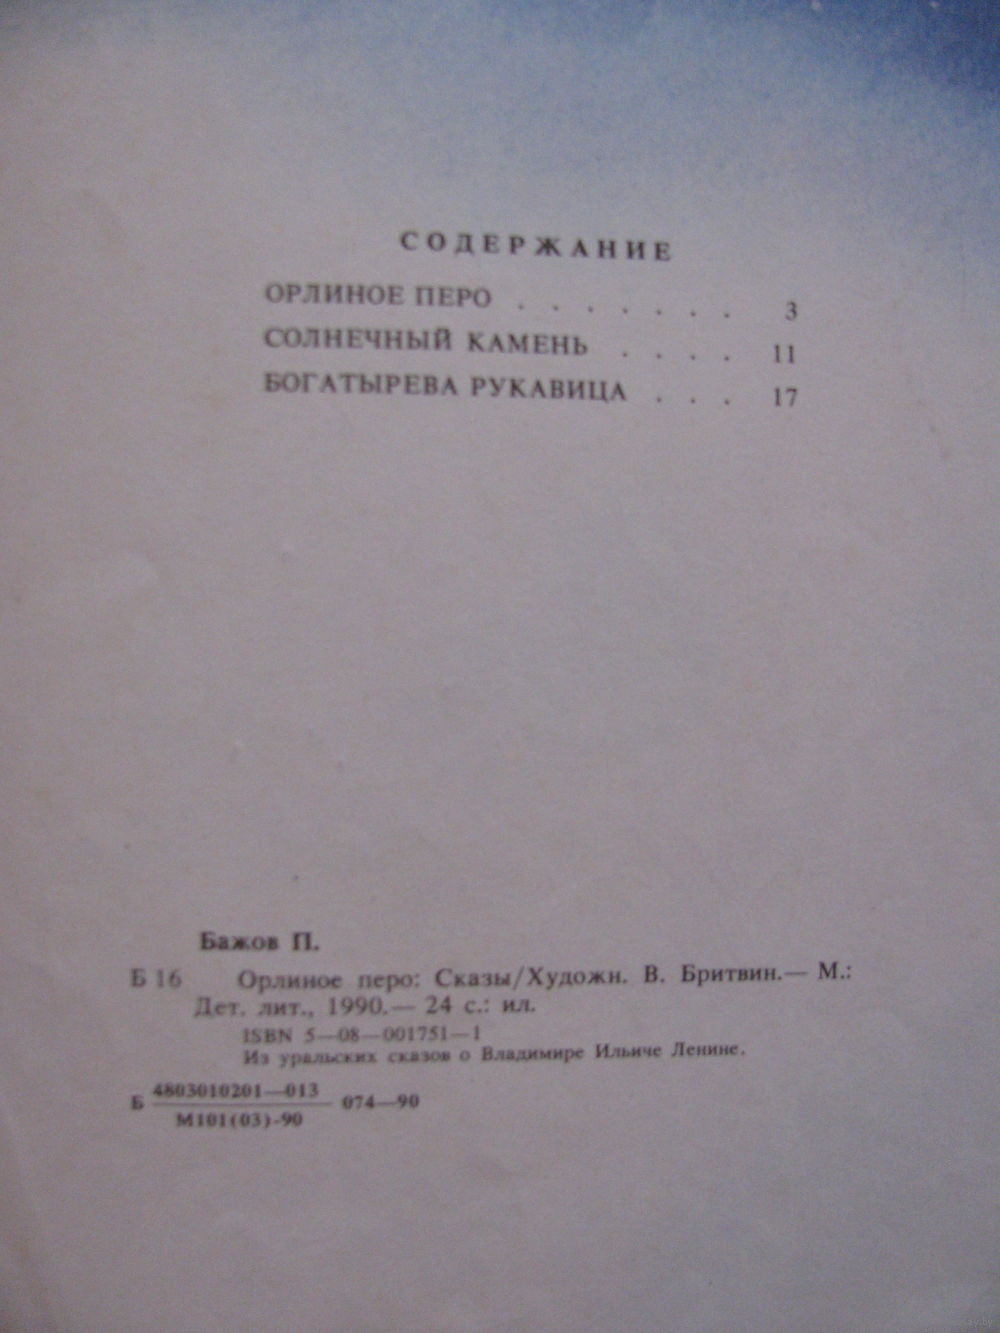 СОДЕРЖАНИЕ
ОРЛИНОЕ ПЕРО . . . . . . . 3
СОЛНЕЧНЫЙ КАМЕНЬ . . . . 11
БОГАТЫРЕВА РУКАВИЦА . . . 17
Бажов П.
Б 16 Орлиное перо: Сказы/Художн. В. Бритвин.— М.:
Дет. лит., 1990.— 24 с.: ил.
ISBN 5—08—001751—1
Из уральских сказов о Владимире Ильиче Ленине.
4803010201—013
Б 074—90
М101(03)-90